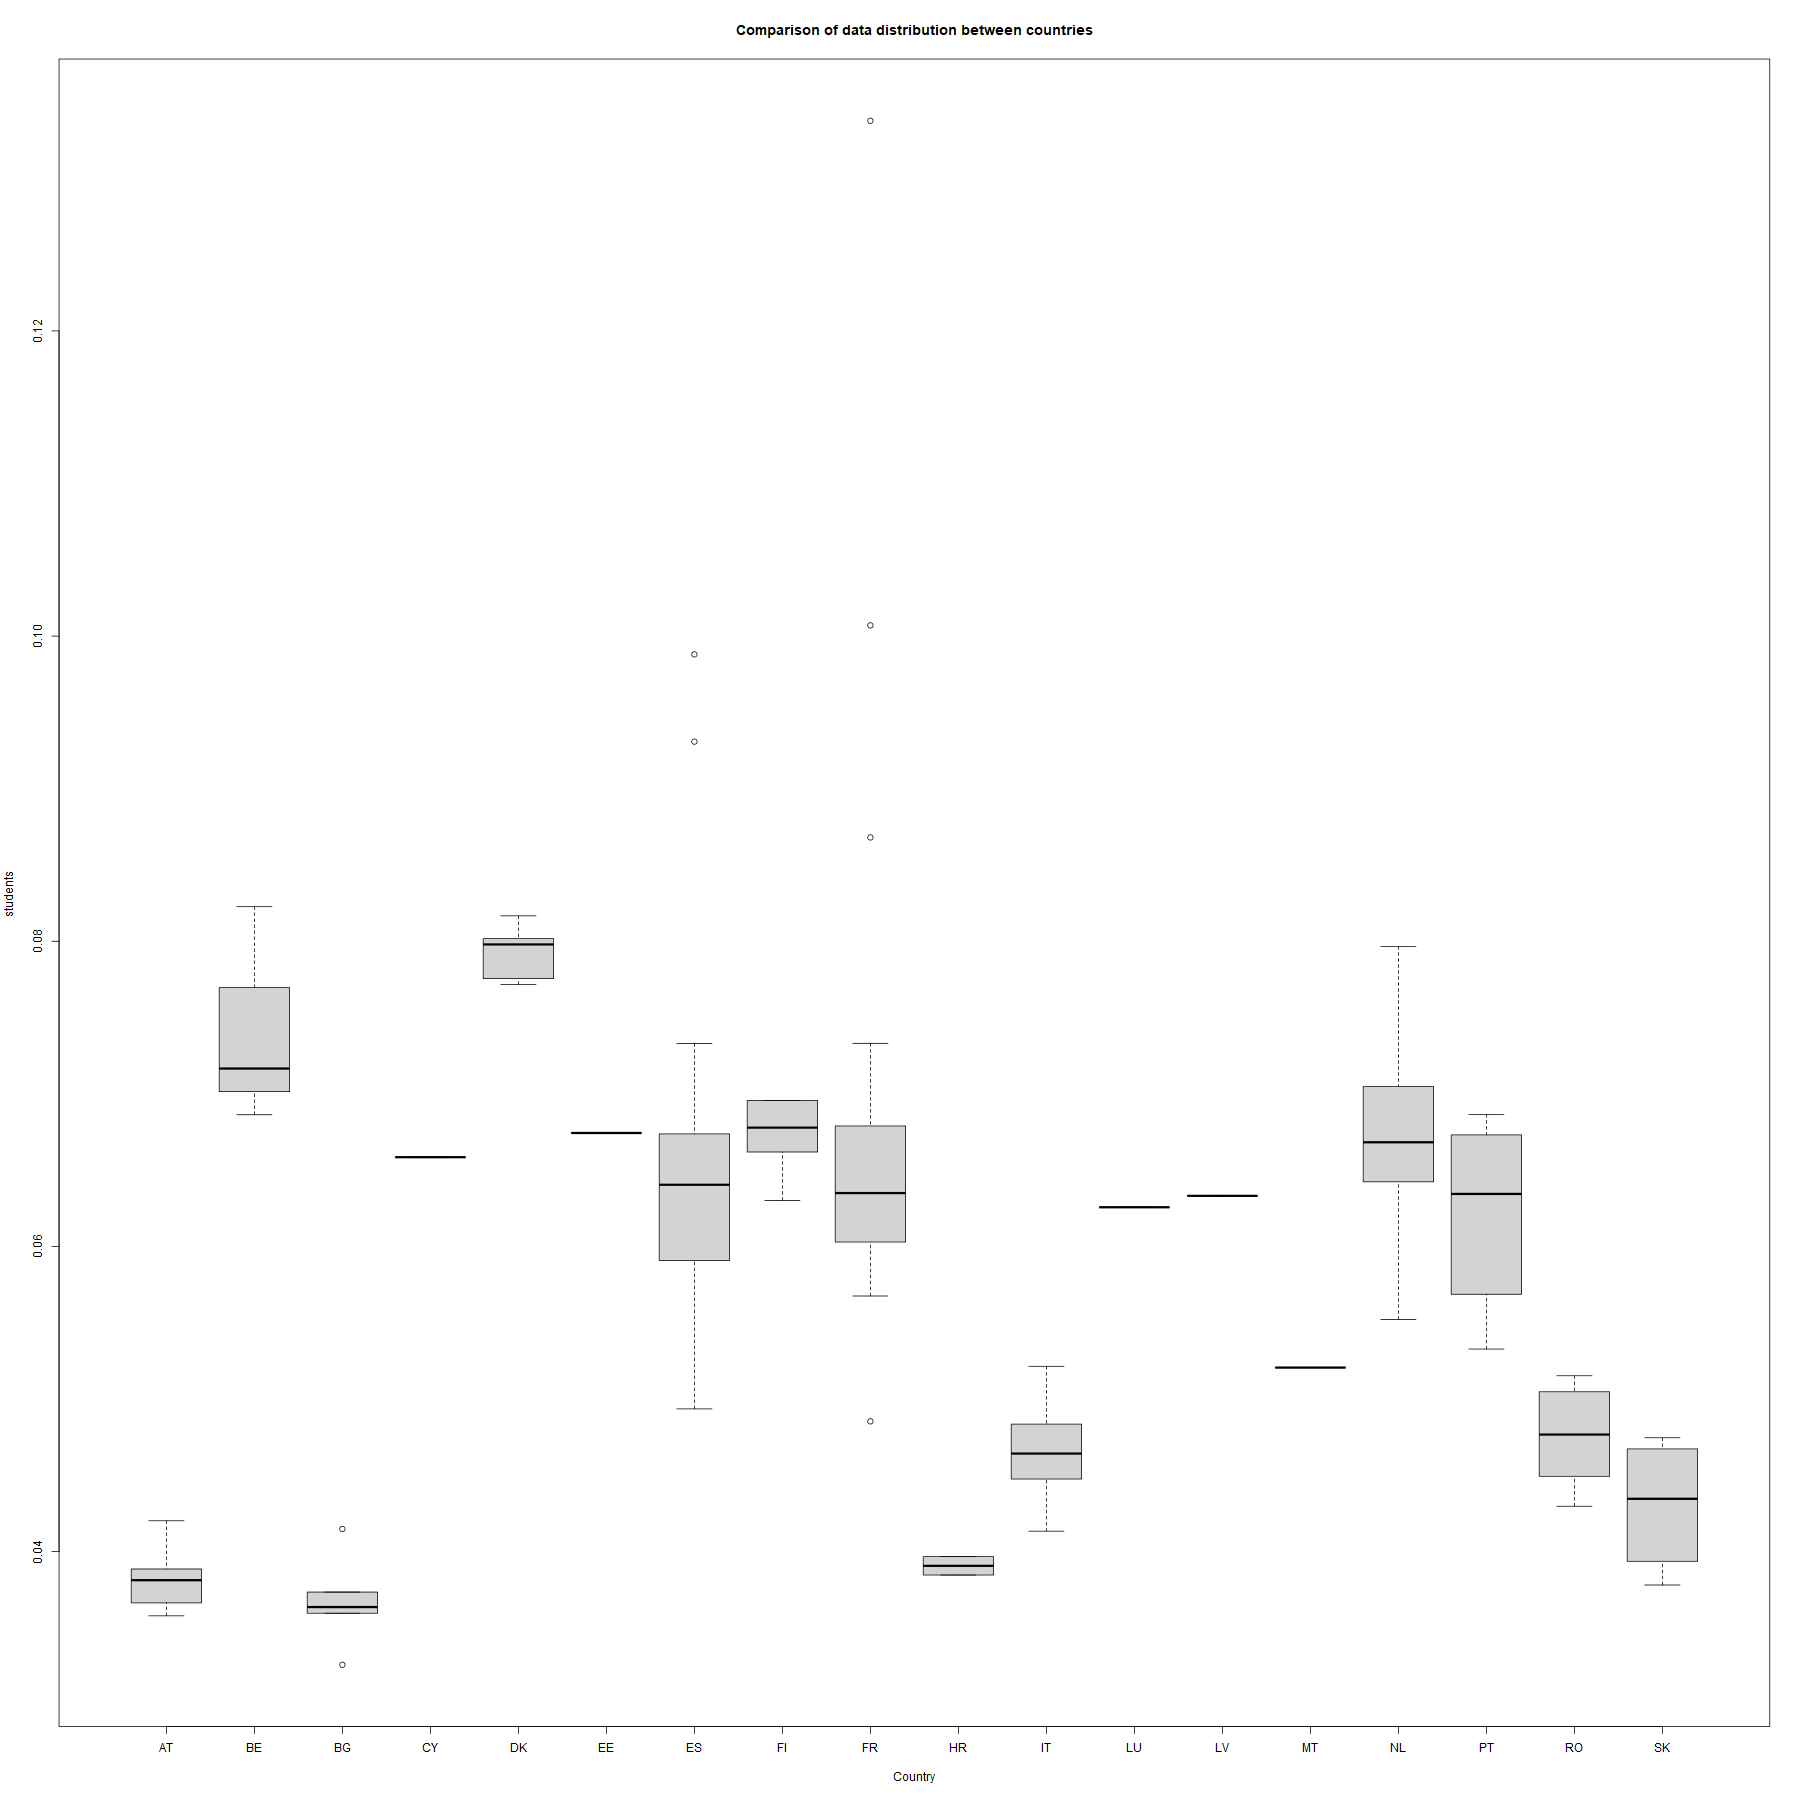 Comparison of data distribution between countries
students
0.12
0.10
0.08
0.06
0.04
AT BE BG CY DK EE ES FI FR HR IT LU LV MT NL PT RO SK
Country